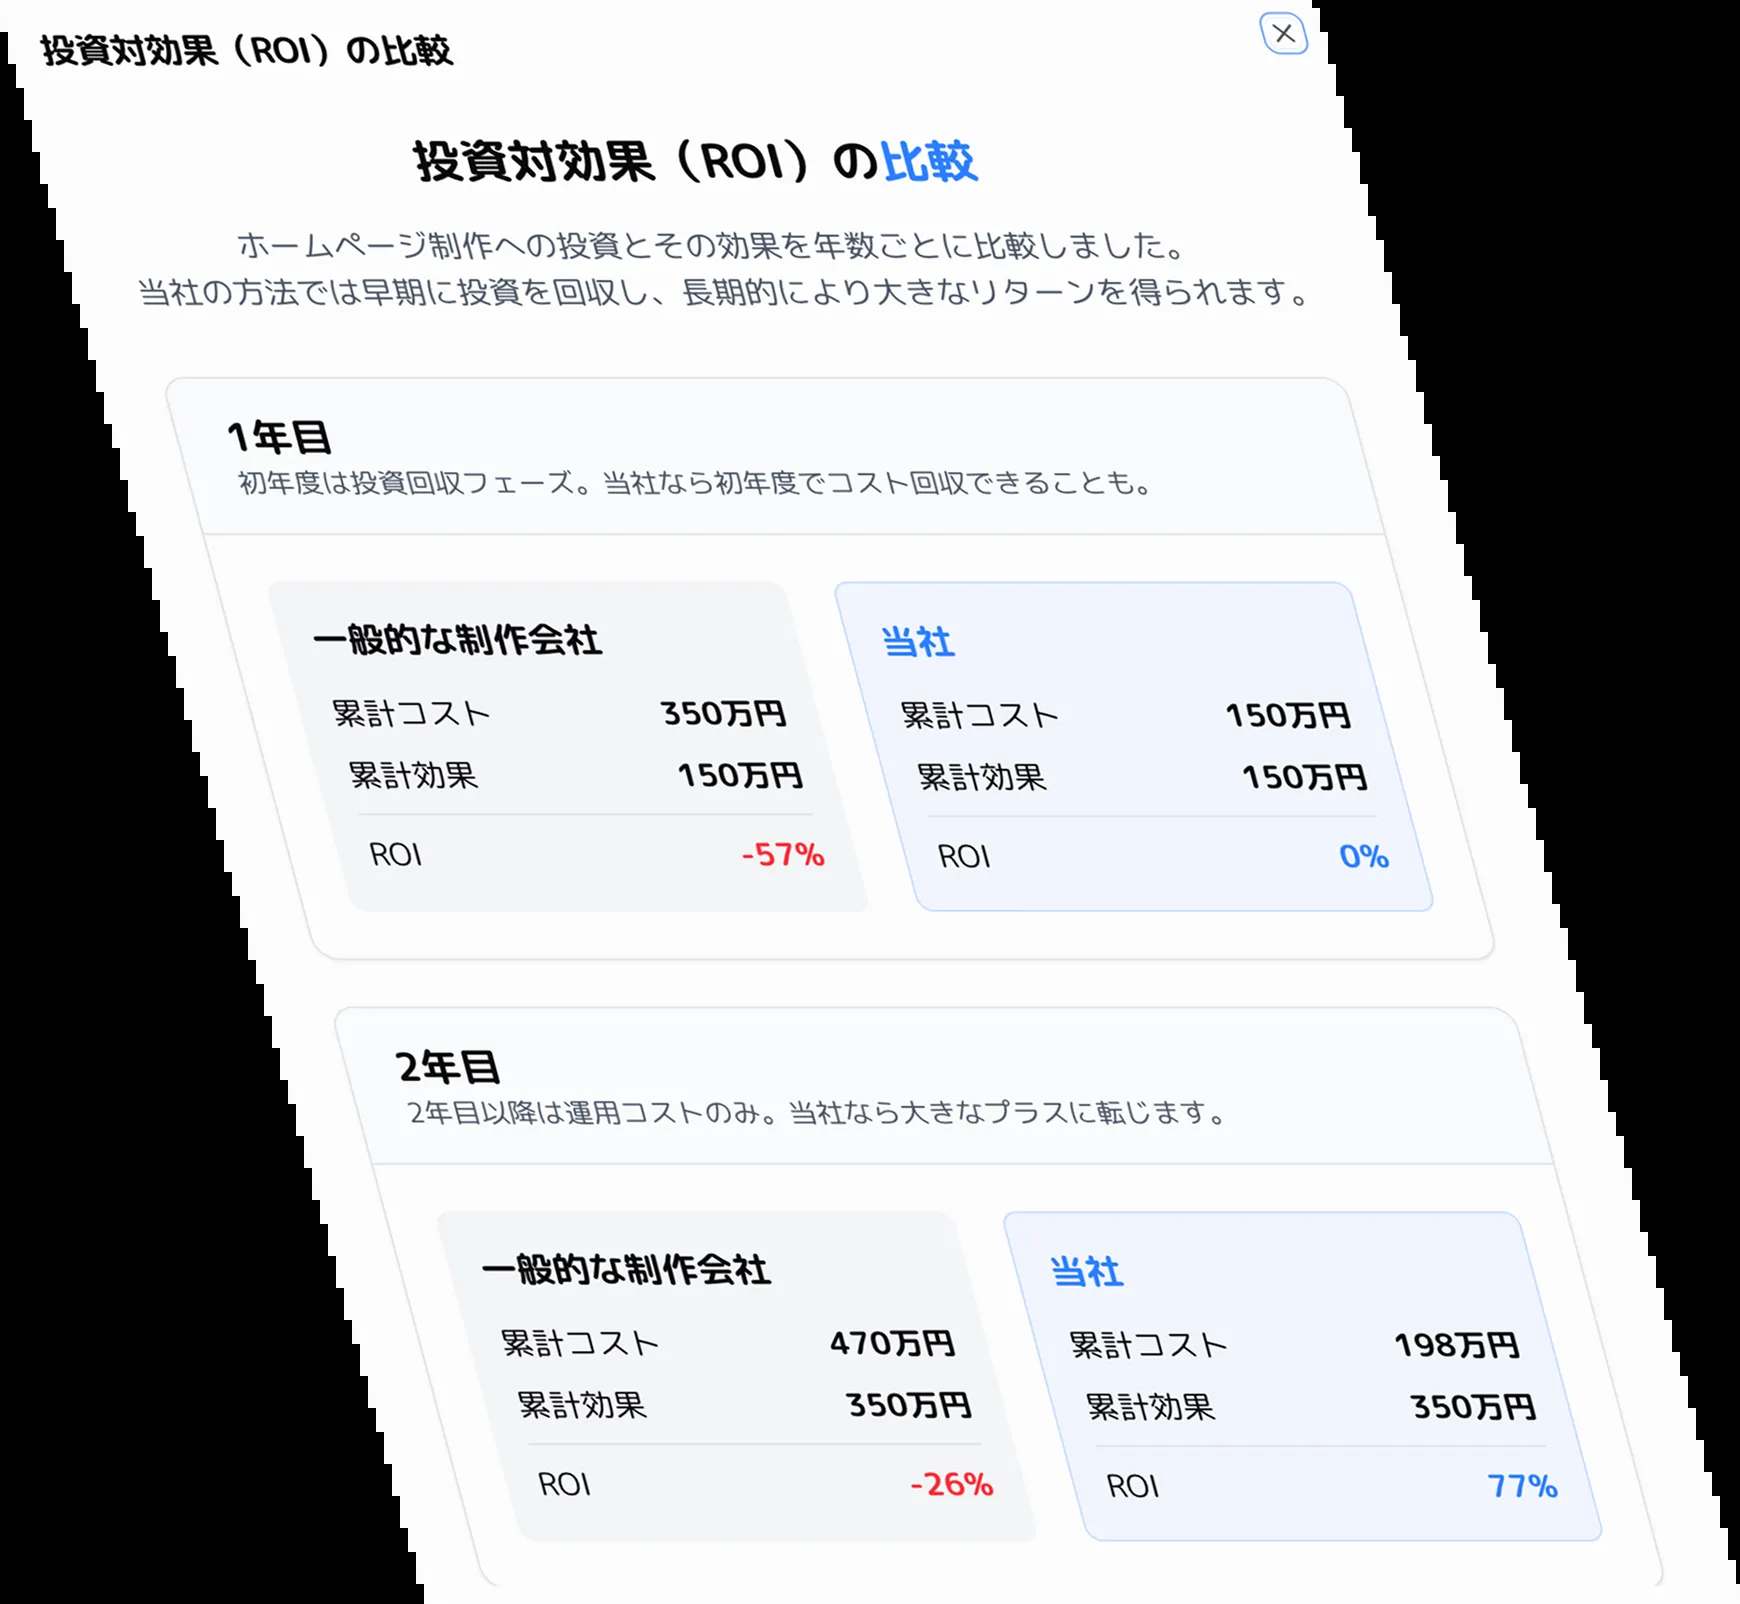 投資対効果（ROI）の比較
投資対効果（ROI）の比較
ホームページ制作への投資とその効果を年数ごとに比較しました。
当社の方法では早期に投資を回収し、長期的により大きなリターンを得られます。
1年目
初年度は投資回収フェーズ。当社なら初年度でコスト回収できることも。
一般的な制作会社
累計コスト 350万円
累計効果 150万円
ROI -57%
当社
累計コスト 150万円
累計効果 150万円
ROI 0%
2年目
2年目以降は運用コストのみ。当社なら大きなプラスに転じます。
一般的な制作会社
累計コスト 470万円
累計効果 350万円
ROI -26%
当社
累計コスト 198万円
累計効果 350万円
ROI 77%